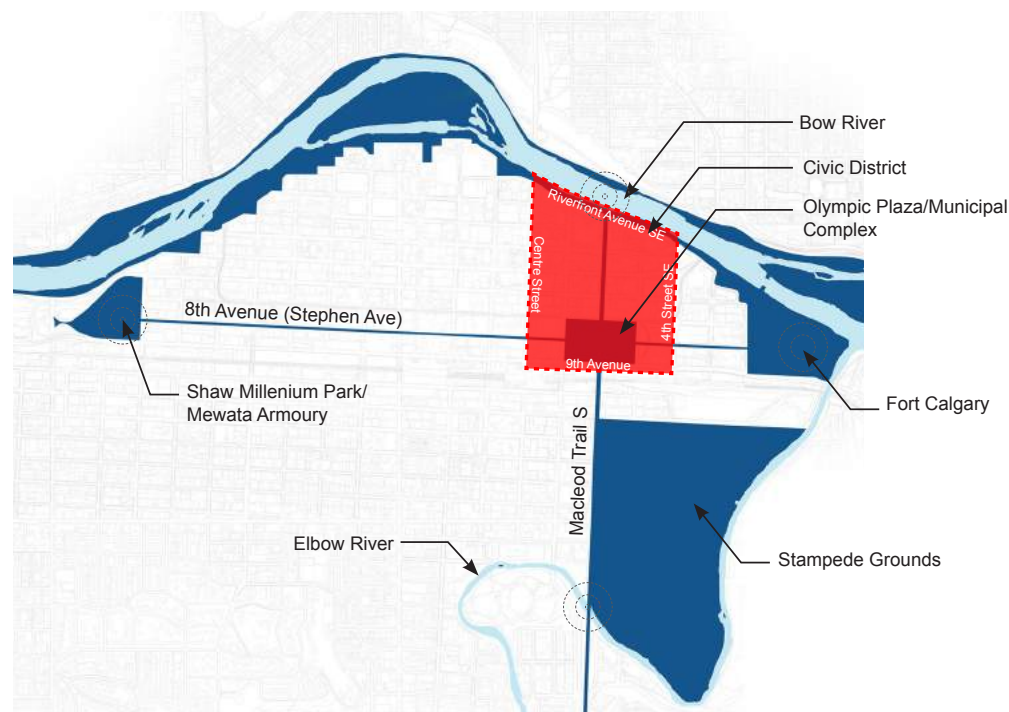 Bow River
Civic District
Riverfront Avenue SE
Olympic Plaza/Municipal
Complex
Centre Street
4th Street SE
8th Avenue (Stephen Ave)
9th Avenue
Shaw Millenium Park/
Mewata Armoury
Fort Calgary
Macleod Trail S
Elbow River
Stampede Grounds